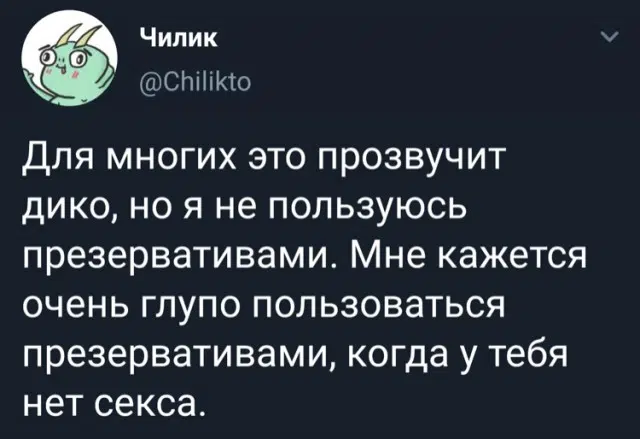 Чилик
@Chilikto
Для многих это прозвучит
дико, но я не пользуюсь
презервативами. Мне кажется
очень глупо пользоваться
презервативами, когда у тебя
нет секса.